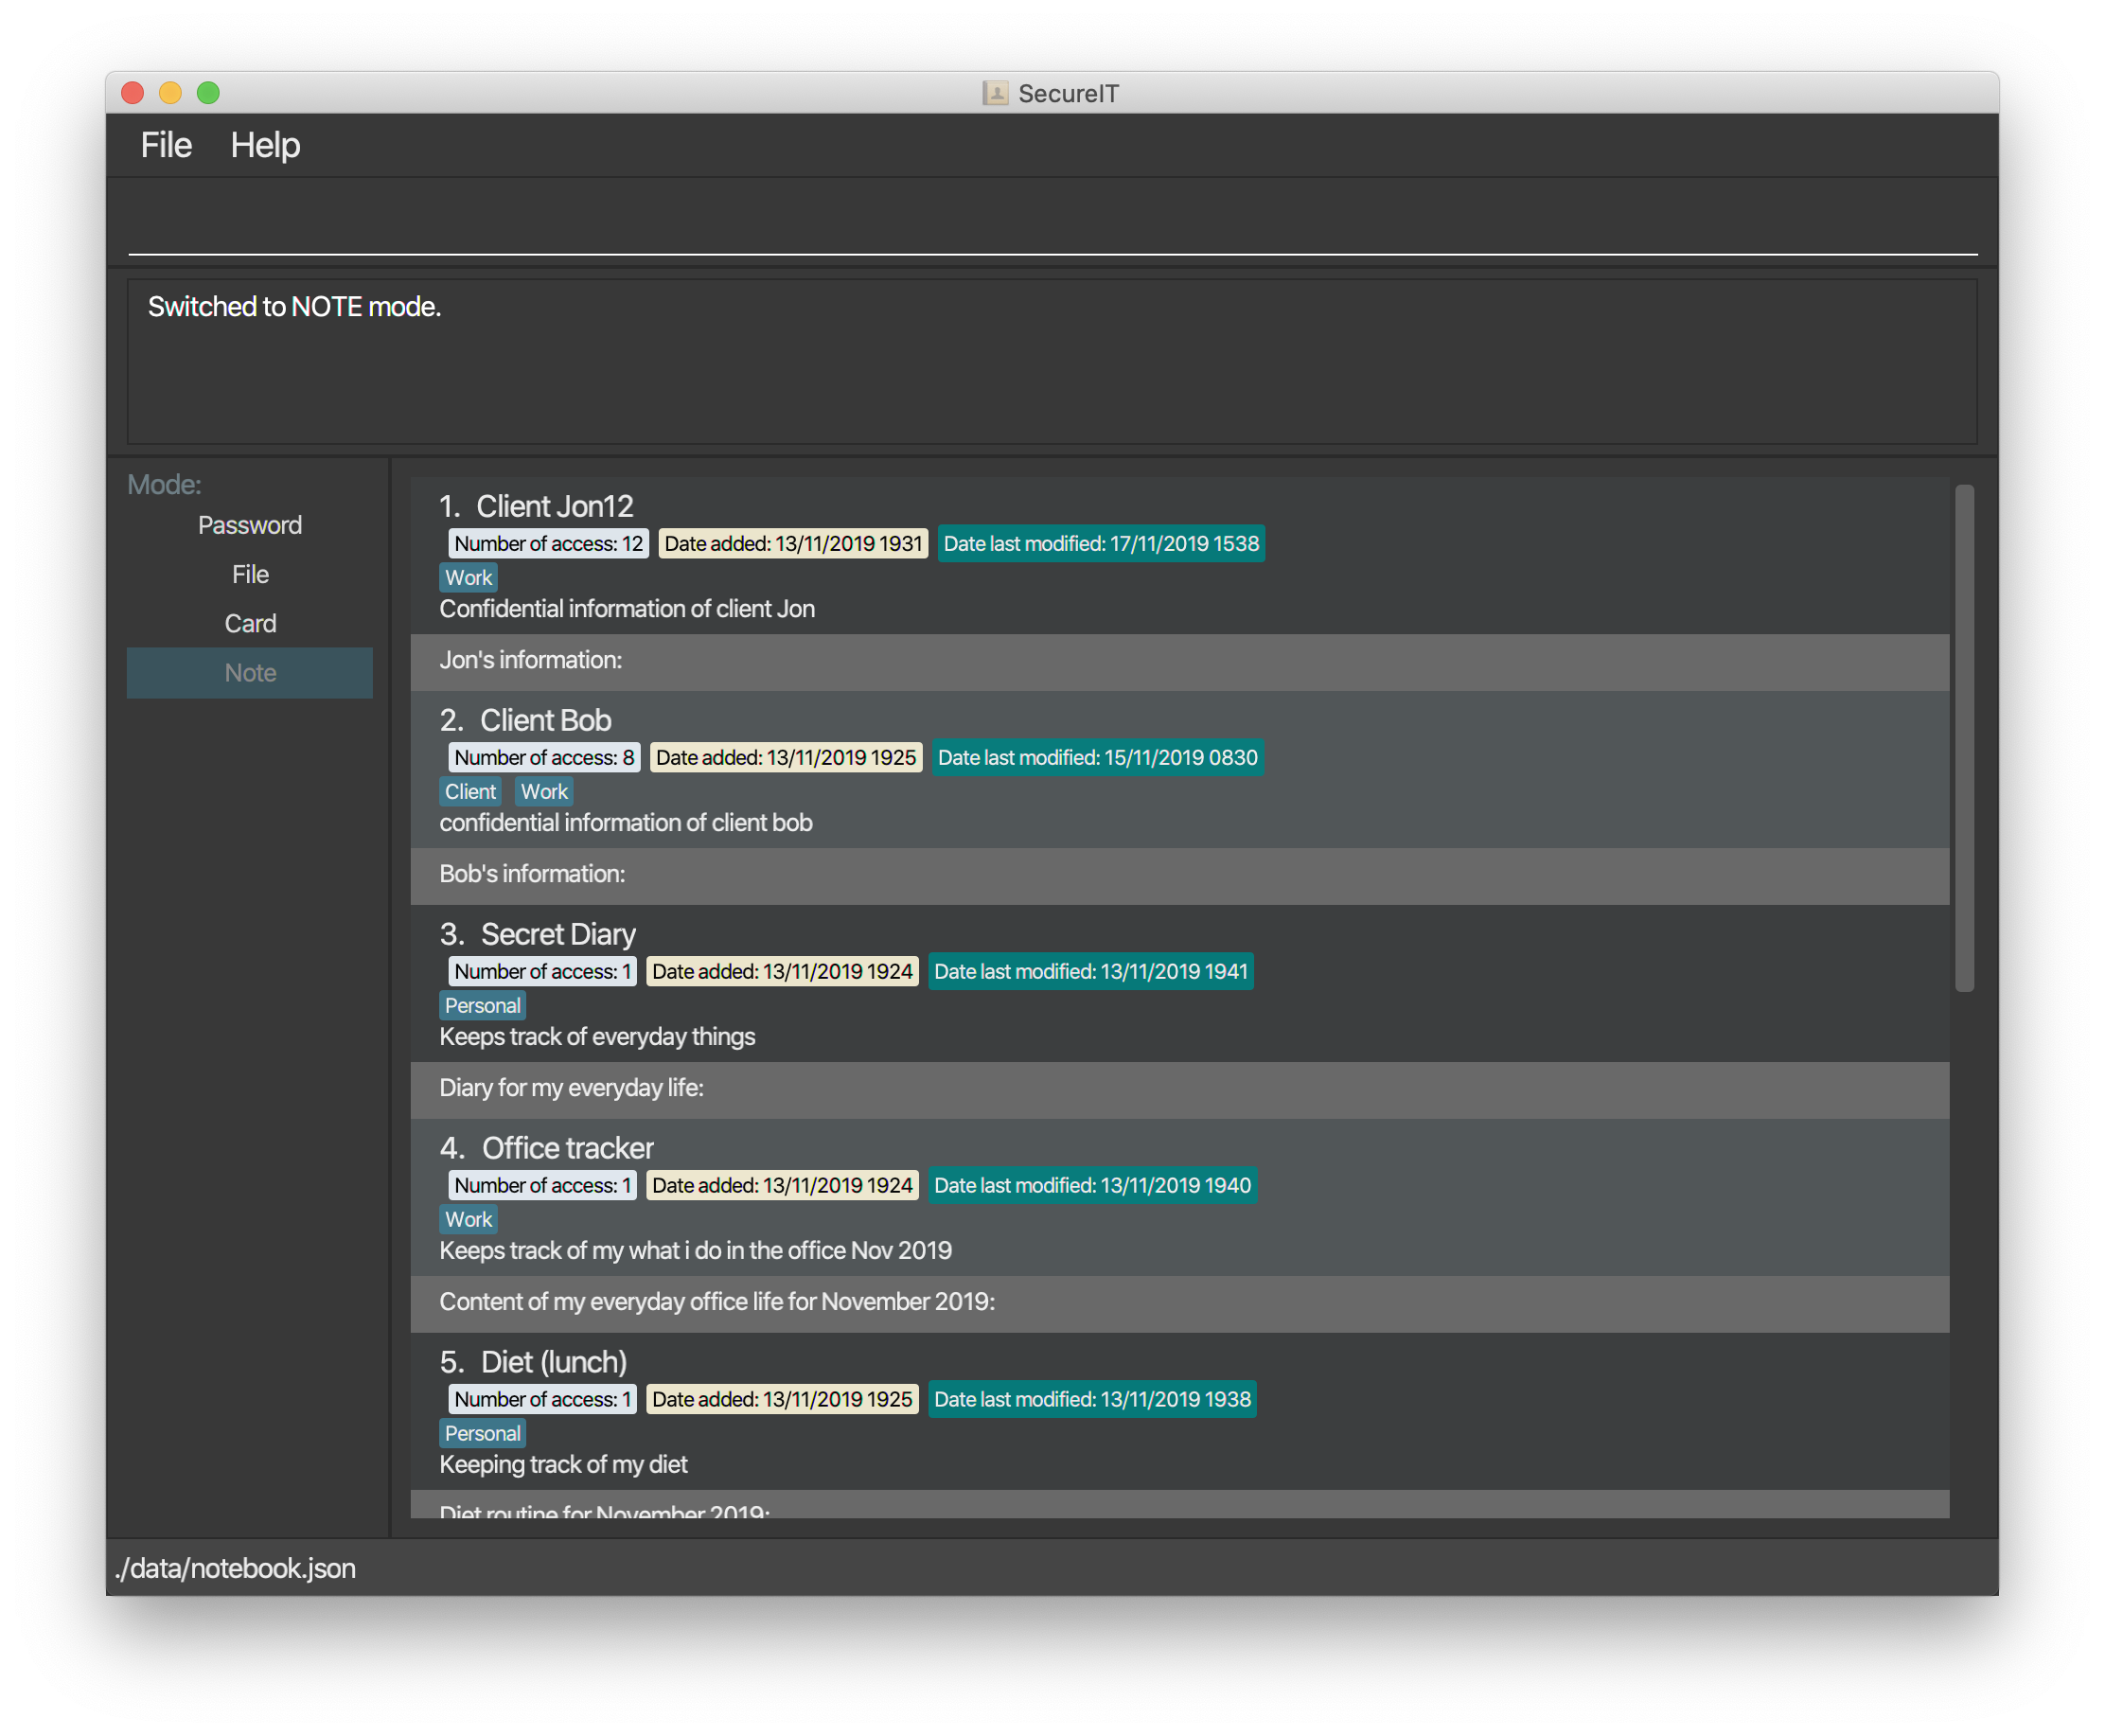 SecureIT
File Help
Switched to NOTE mode.
Mode:
Password
File
Card
Note
1. Client Jon12
Number of access: 12 Date added: 13/11/2019 1931 Date last modified: 17/11/2019 1538
Work
Confidential information of client Jon
Jon's information:
2. Client Bob
Number of access: 8 Date added: 13/11/2019 1925 Date last modified: 15/11/2019 0830
Client Work
confidential information of client bob
Bob's information:
3. Secret Diary
Number of access: 1 Date added: 13/11/2019 1924 Date last modified: 13/11/2019 1941
Personal
Keeps track of everyday things
Diary for my everyday life:
4. Office tracker
Number of access: 1 Date added: 13/11/2019 1924 Date last modified: 13/11/2019 1940
Work
Keeps track of my what i do in the office Nov 2019
Content of my everyday office life for November 2019:
5. Diet (lunch)
Number of access: 1 Date added: 13/11/2019 1925 Date last modified: 13/11/2019 1938
Personal
Keeping track of my diet
Diet routine for November 2019:
./data/notebook.json